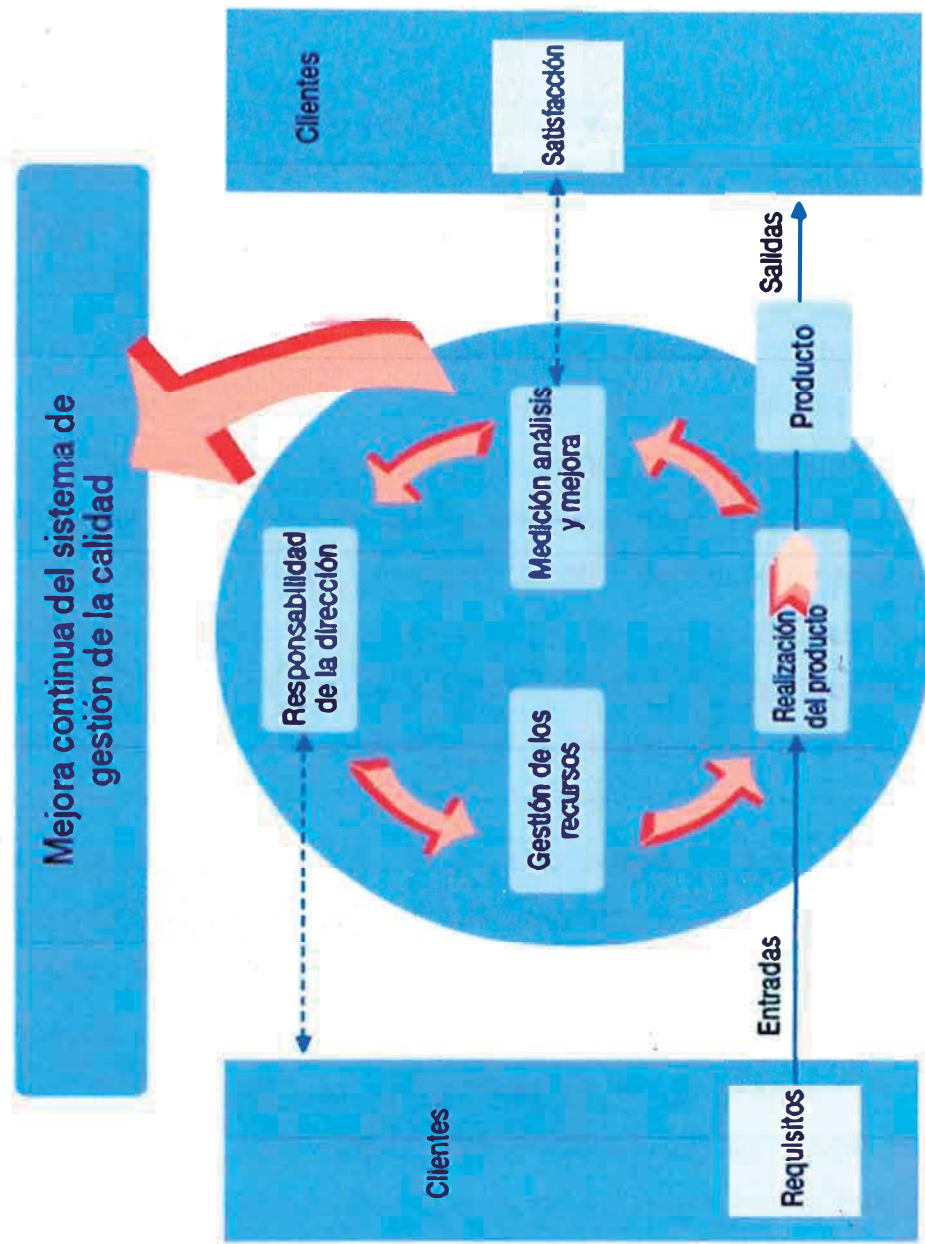 Mejora continua del sistema de
gestión de la calidad
Clientes
Clientes
Responsabilidad
de la dirección
Gestión de los
recursos
Medición análisis
y mejora
Satisfacción
Requisitos
Entradas
Realización
del producto
Producto
Salidas